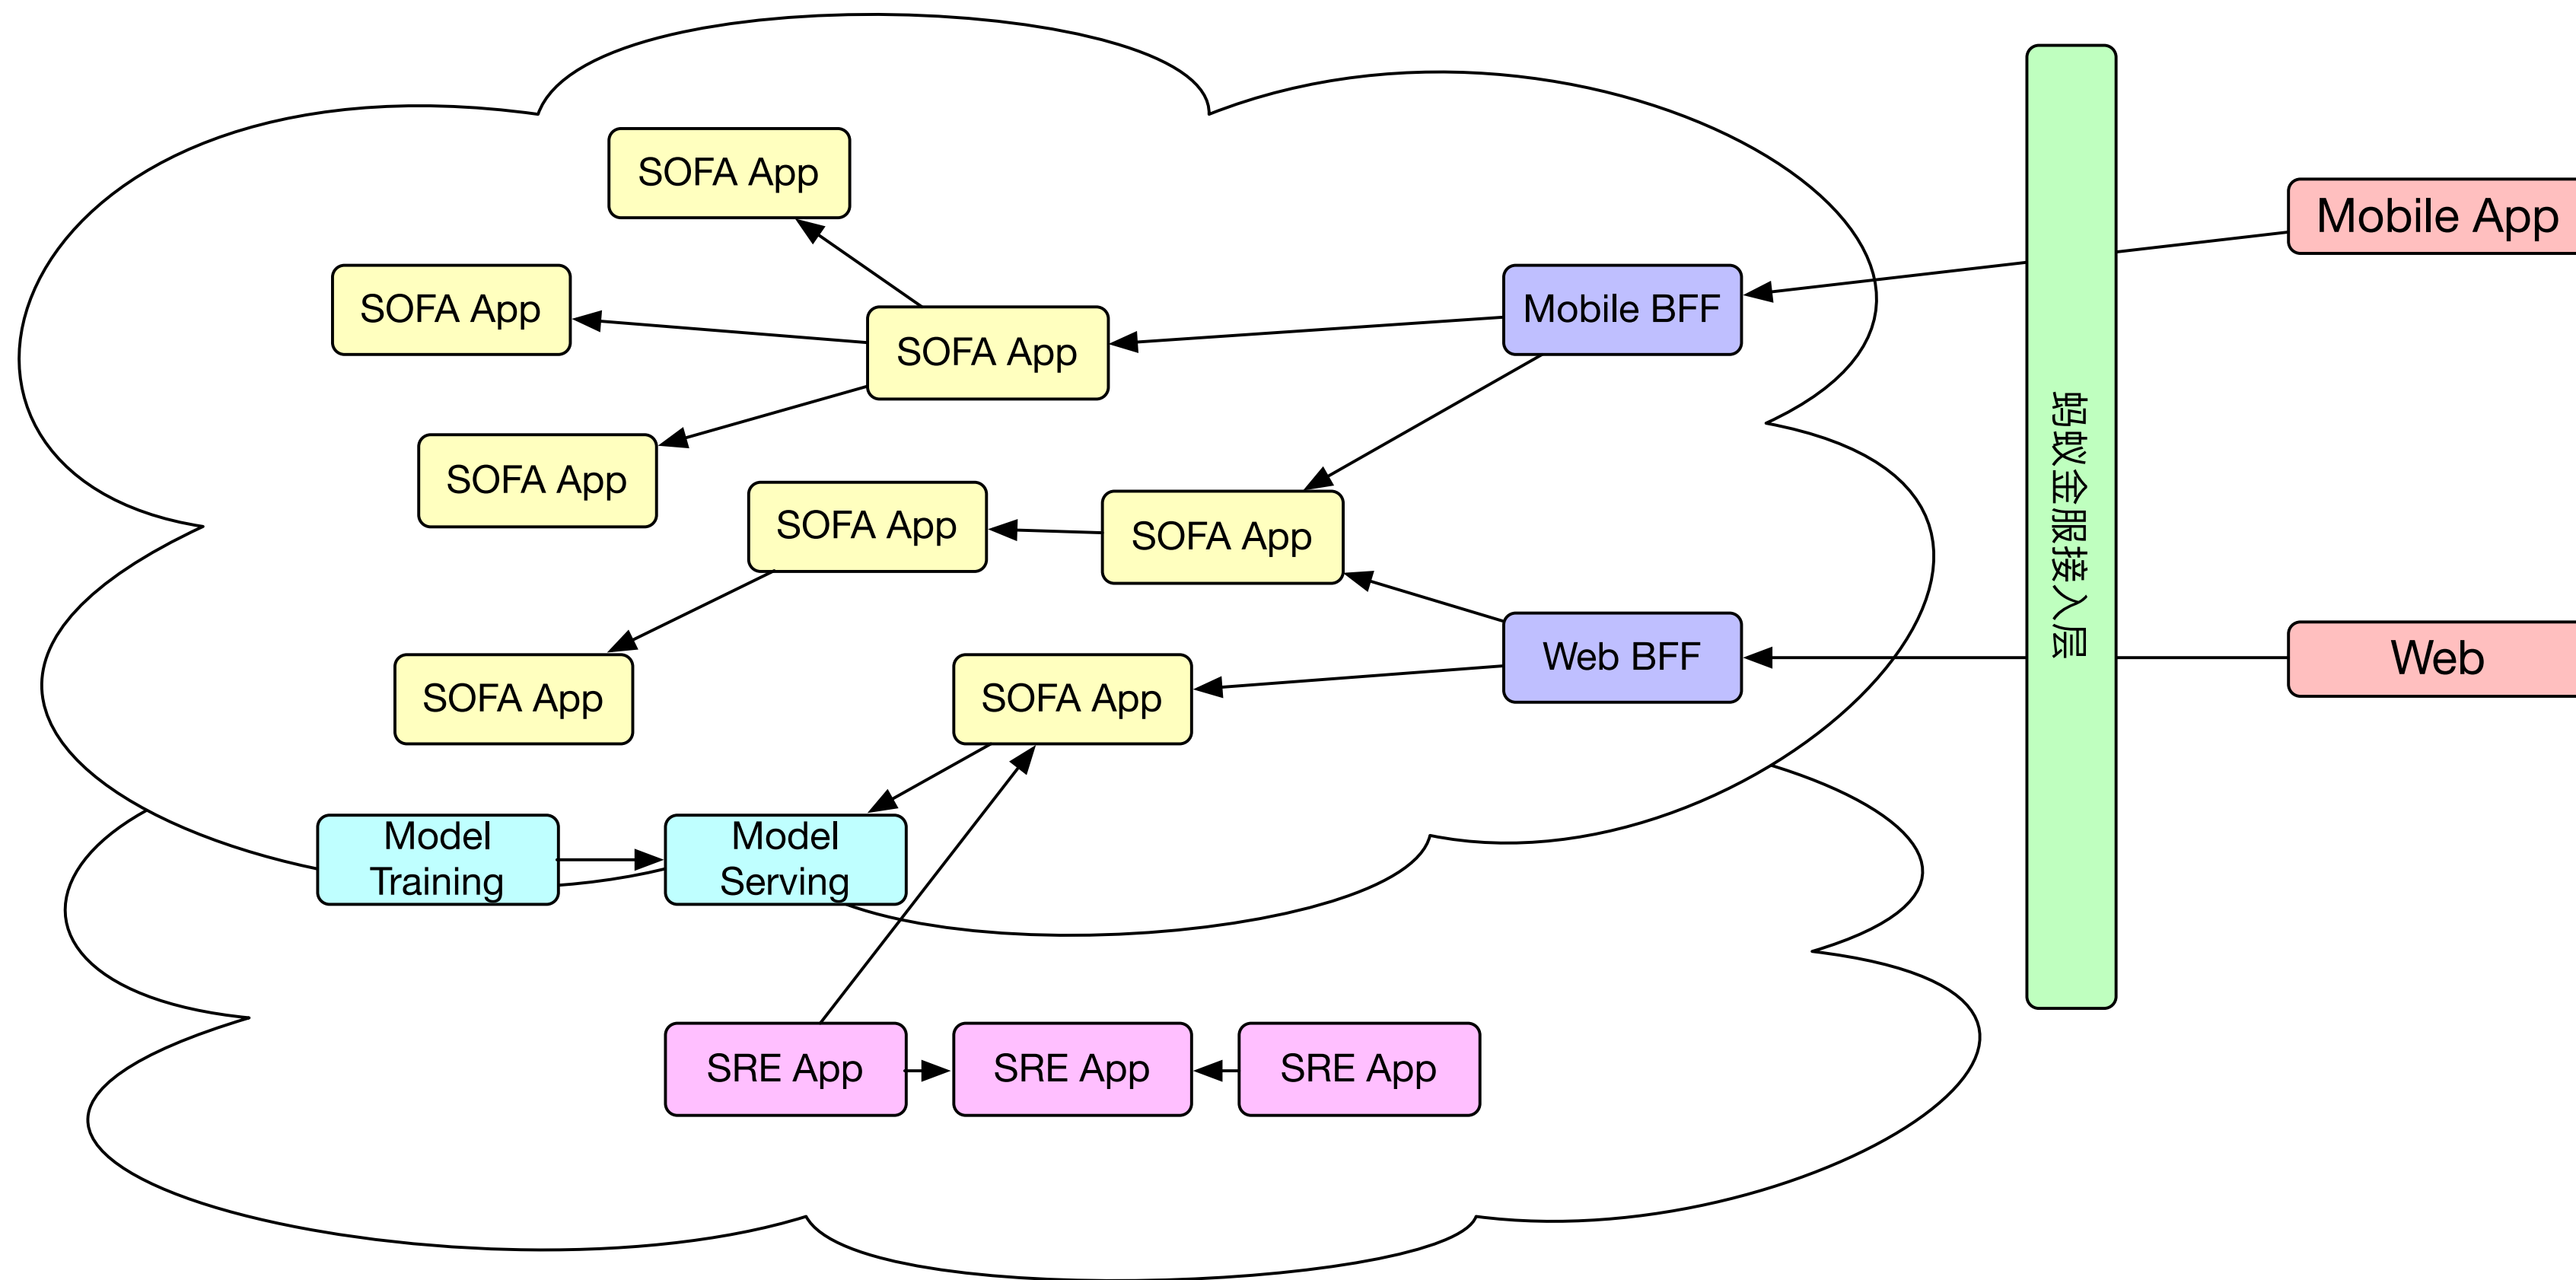 SOFA App
Mobile App
SOFA App
Mobile BFF
SOFA App
SOFA App
SOFA App
SOFA App
蚂蚁金服接入层
Web BFF
Web
SOFA App
SOFA App
Model
Training
Model
Serving
SRE App
SRE App
SRE App